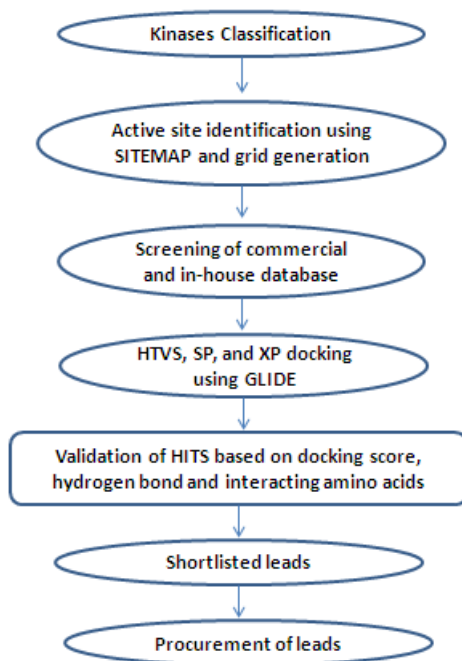 Kinases Classification
Active site identification using
SITEMAP and grid generation
Screening of commercial
and in-house database
HTVS, SP, and XP docking
using GLIDE
Validation of HITS based on docking score,
hydrogen bond and interacting amino acids
Shortlisted leads
Procurement of leads